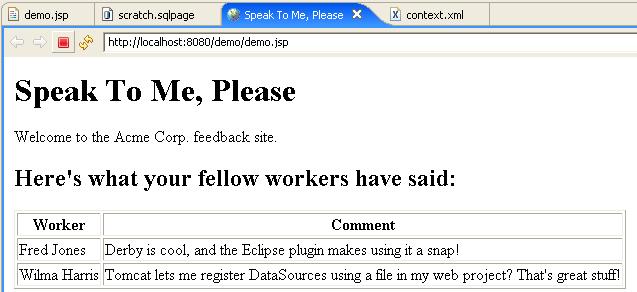 demo.jsp scratch.sqlpage Speak To Me, Please context.xml
http://localhost:8080/demo/demo.jsp
Speak To Me, Please
Welcome to the Acme Corp. feedback site.
Here's what your fellow workers have said:
Worker Comment
Fred Jones Derby is cool, and the Eclipse plugin makes using it a snap!
Wilma Harris Tomcat lets me register DataSources using a file in my web project? That's great stuff!